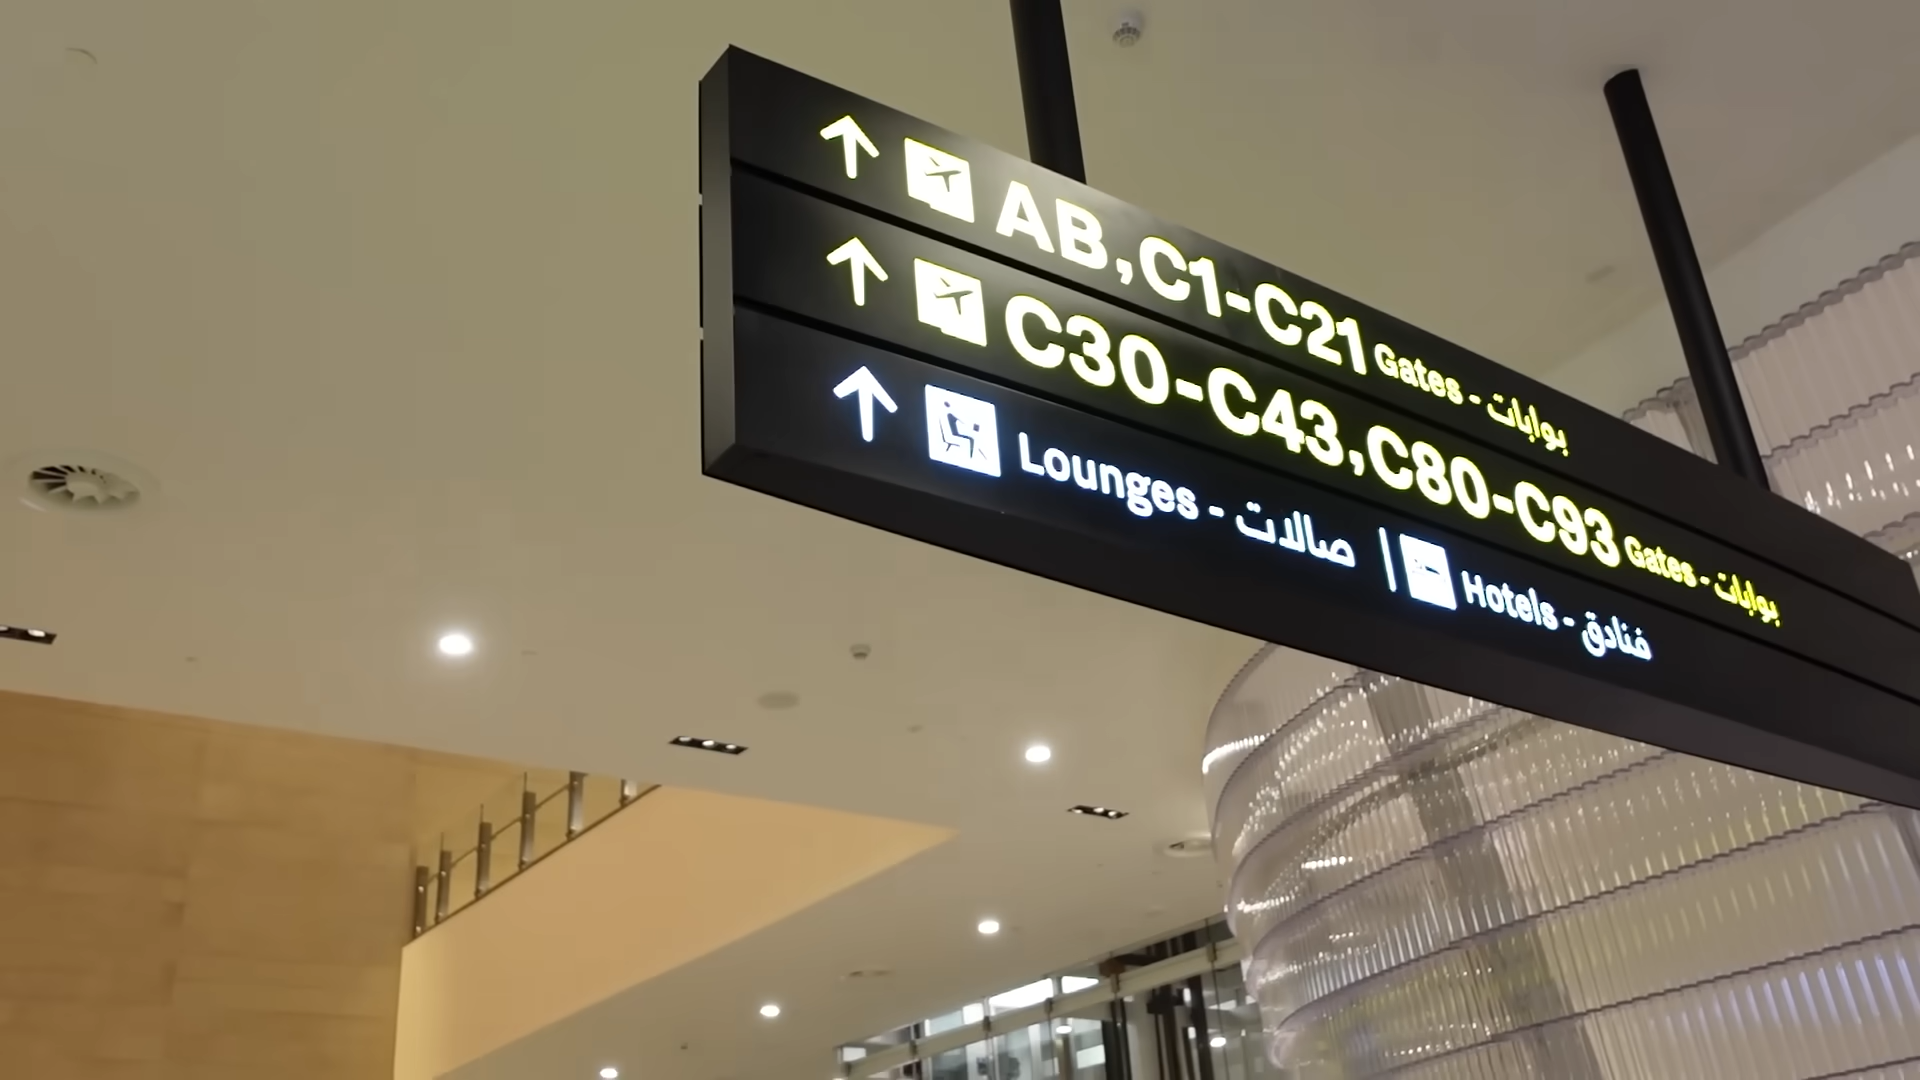 AB,C1-C21 Gates - بوابات
C30-C43,C80-C93 Gates - بوابات
Lounges - صالات | Hotels - فنادق